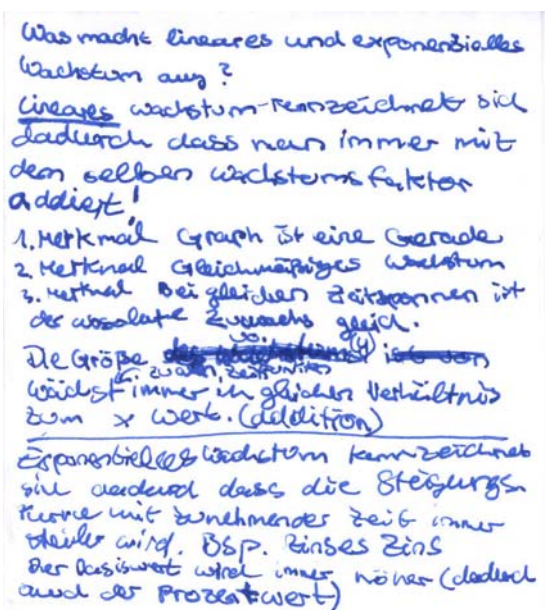 Was macht lineares und exponentielles
Wachstum aus?
Lineares wachstum kennzeichnet sich
dadurch dass man immer mit
dem selben wachstumsfaktor
addiert!
1. Merkmal Graph ist eine Gerade
2. Merkmal Gleichmäßiges wachstum
3. Merkmal Bei gleichen Zeitspannen ist
der absolute Zuwachs gleich.
Die Größe (y)
zu allen Zeitpunkten
wächst immer in gleichen Verhältnis
zum x wert. (addition)
Exponentielles Wachstum kennzeichnet
sich dadurch dass die Steigungs-
kurve mit zunehmender Zeit immer
steiler wird. Bsp. Zinses Zins
Der Basiswert wird immer höher (dadurch
auch der Prozentwert)